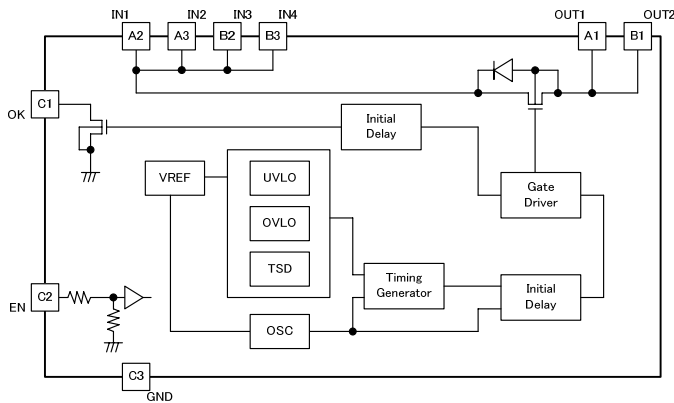 IN1
IN2
IN3
IN4
OUT1
OUT2
A2
A3
B2
B3
A1
B1
C1
OK
Initial
Delay
VREF
UVLO
OVLO
TSD
Gate
Driver
Timing
Generator
Initial
Delay
C2
EN
OSC
C3
GND